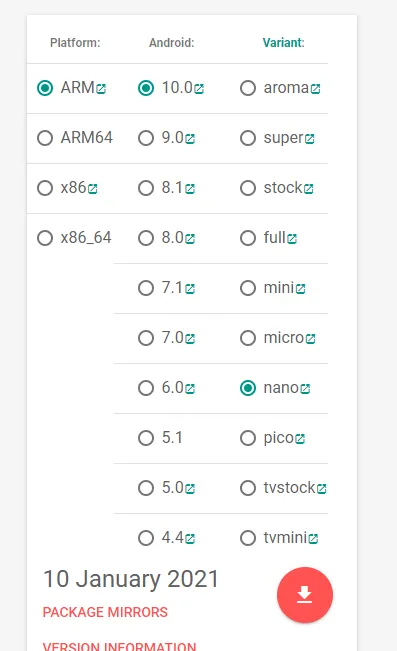 Platform: Android: Variant:
ARM 10.0 aroma
ARM64 9.0 super
x86 8.1 stock
x86_64 8.0 full
7.1 mini
7.0 micro
6.0 nano
5.1 pico
5.0 tvstock
4.4 tvmini
10 January 2021
PACKAGE MIRRORS
VERSION INFORMATION